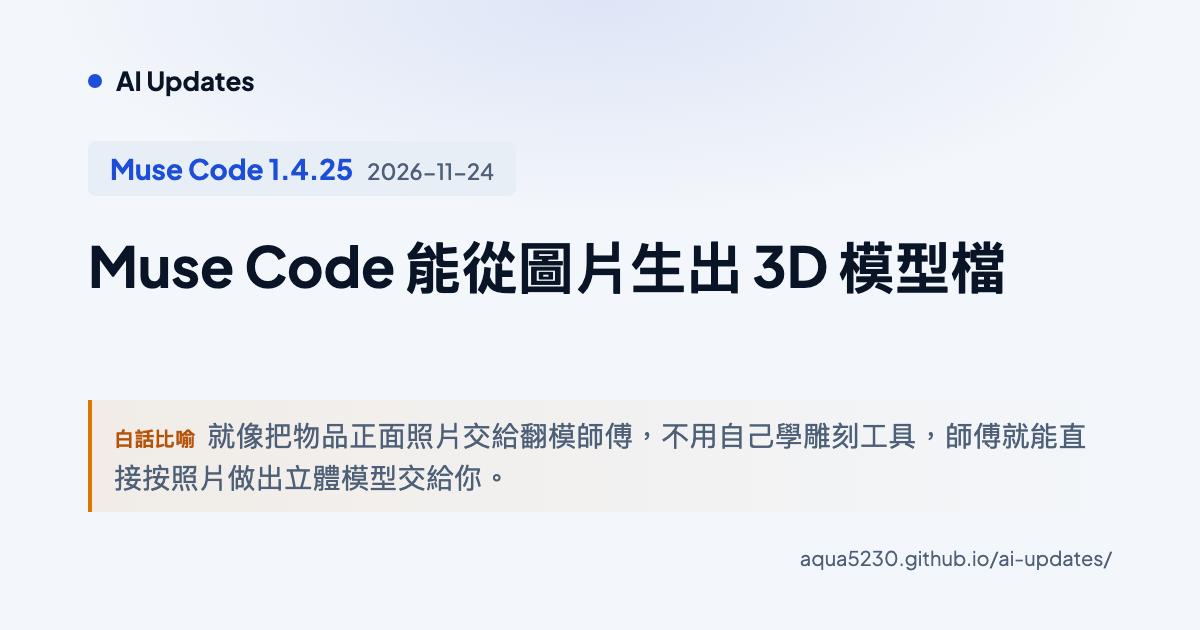 AI Updates
Muse Code 1.4.25 2026-11-24
Muse Code 能從圖片生出 3D 模型檔
白話比喻 就像把物品正面照片交給翻模師傅，不用自己學雕刻工具，師傅就能直
接按照片做出立體模型交給你。
aqua5230.github.io/ai-updates/